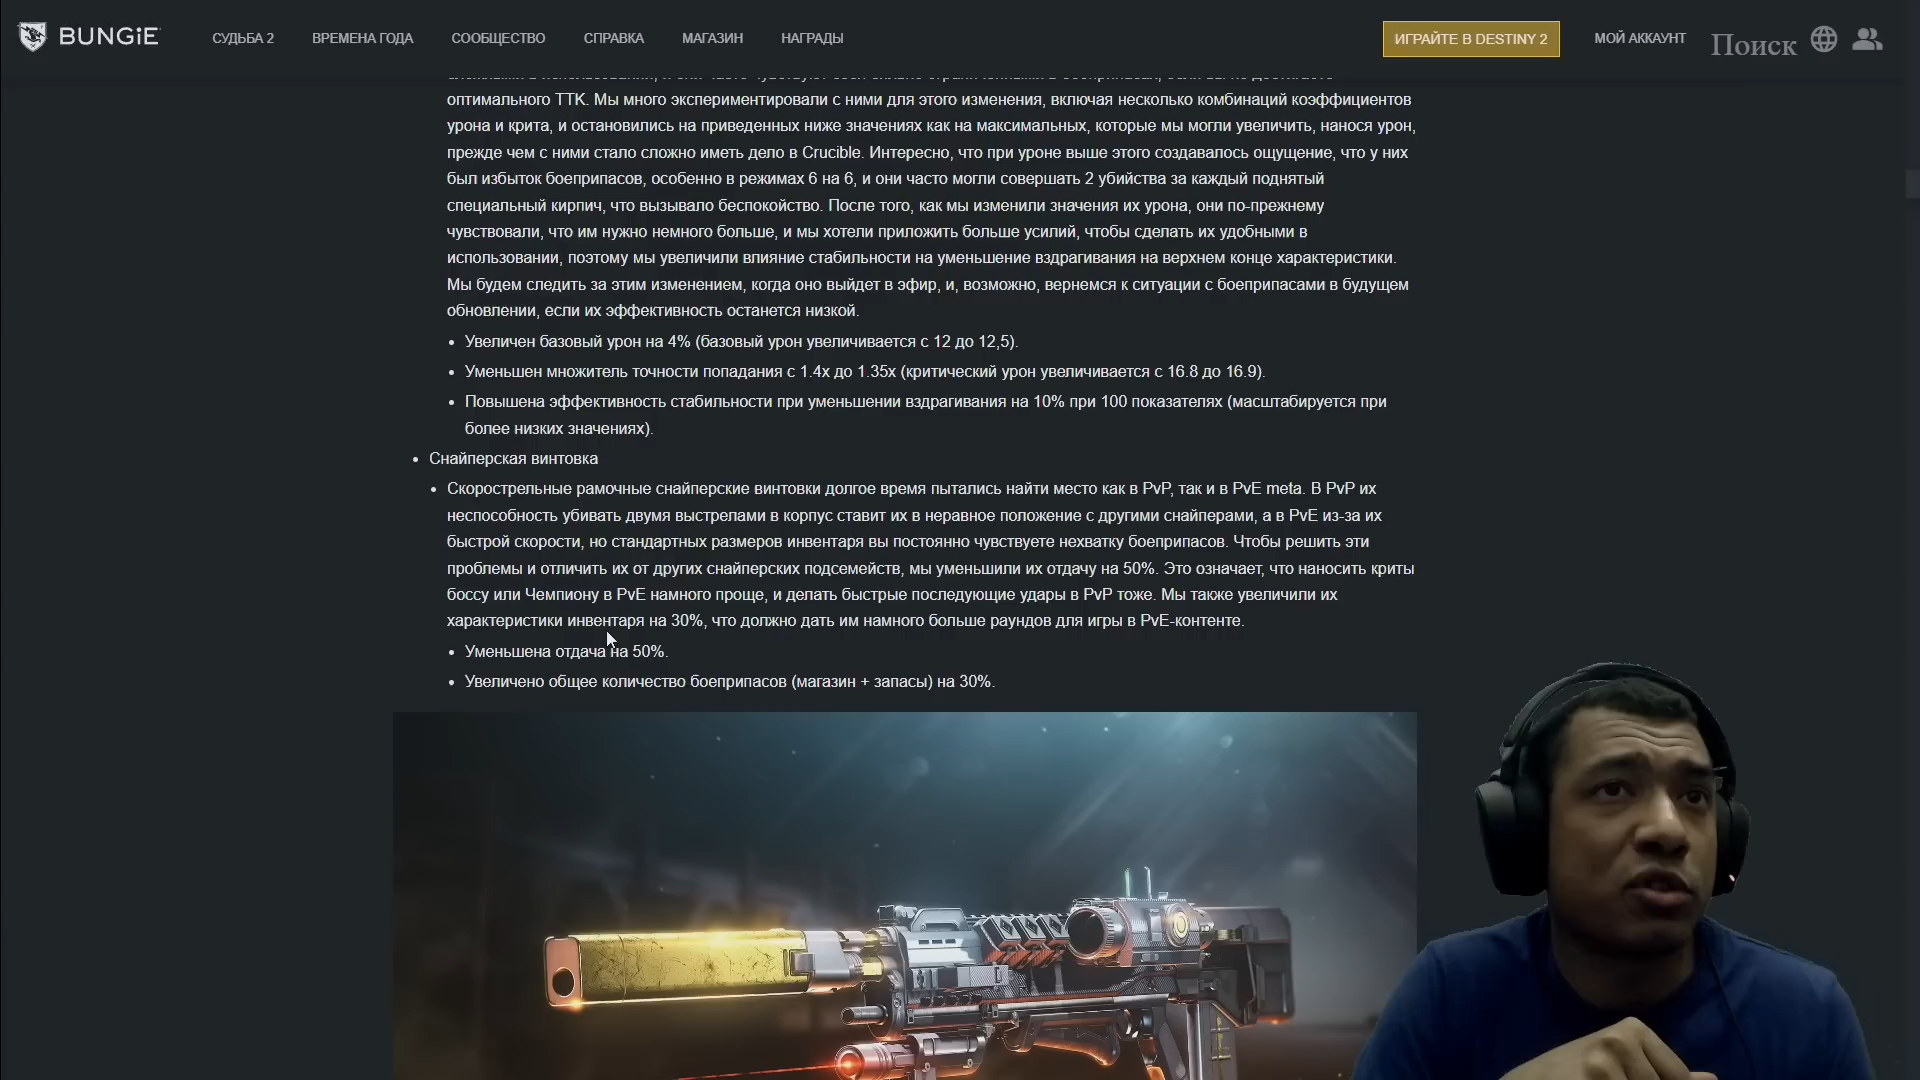 BUNGiE
СУДЬБА 2
ВРЕМЕНА ГОДА
СООБЩЕСТВО
СПРАВКА
МАГАЗИН
НАГРАДЫ
ИГРАЙТЕ В DESTINY 2
МОЙ АККАУНТ
Поиск
оптимального TTK. Мы много экспериментировали с ними для этого изменения, включая несколько комбинаций коэффициентов
урона и крита, и остановились на приведенных ниже значениях как на максимальных, которые мы могли увеличить, нанося урон,
прежде чем с ними стало сложно иметь дело в Crucible. Интересно, что при уроне выше этого создавалось ощущение, что у них
был избыток боеприпасов, особенно в режимах 6 на 6, и они часто могли совершать 2 убийства за каждый поднятый
специальный кирпич, что вызывало беспокойство. После того, как мы изменили значения их урона, они по-прежнему
чувствовали, что им нужно немного больше, и мы хотели приложить больше усилий, чтобы сделать их удобными в
использовании, поэтому мы увеличили влияние стабильности на уменьшение вздрагивания на верхнем конце характеристики.
Мы будем следить за этим изменением, когда оно выйдет в эфир, и, возможно, вернемся к ситуации с боеприпасами в будущем
обновлении, если их эффективность останется низкой.
• Увеличен базовый урон на 4% (базовый урон увеличивается с 12 до 12,5).
• Уменьшен множитель точности попадания с 1.4x до 1.35x (критический урон увеличивается с 16.8 до 16.9).
• Повышена эффективность стабильности при уменьшении вздрагивания на 10% при 100 показателях (масштабируется при
более низких значениях).
• Снайперская винтовка
• Скорострельные рамочные снайперские винтовки долгое время пытались найти место как в PvP, так и в PvE meta. В PvP их
неспособность убивать двумя выстрелами в корпус ставит их в неравное положение с другими снайперами, а в PvE из-за их
быстрой скорости, но стандартных размеров инвентаря вы постоянно чувствуете нехватку боеприпасов. Чтобы решить эти
проблемы и отличить их от других снайперских подсемейств, мы уменьшили их отдачу на 50%. Это означает, что наносить криты
боссу или Чемпиону в PvE намного проще, и делать быстрые последующие удары в PvP тоже. Мы также увеличили их
характеристики инвентаря на 30%, что должно дать им намного больше раундов для игры в PvE-контенте.
• Уменьшена отдача на 50%.
• Увеличено общее количество боеприпасов (магазин + запасы) на 30%.